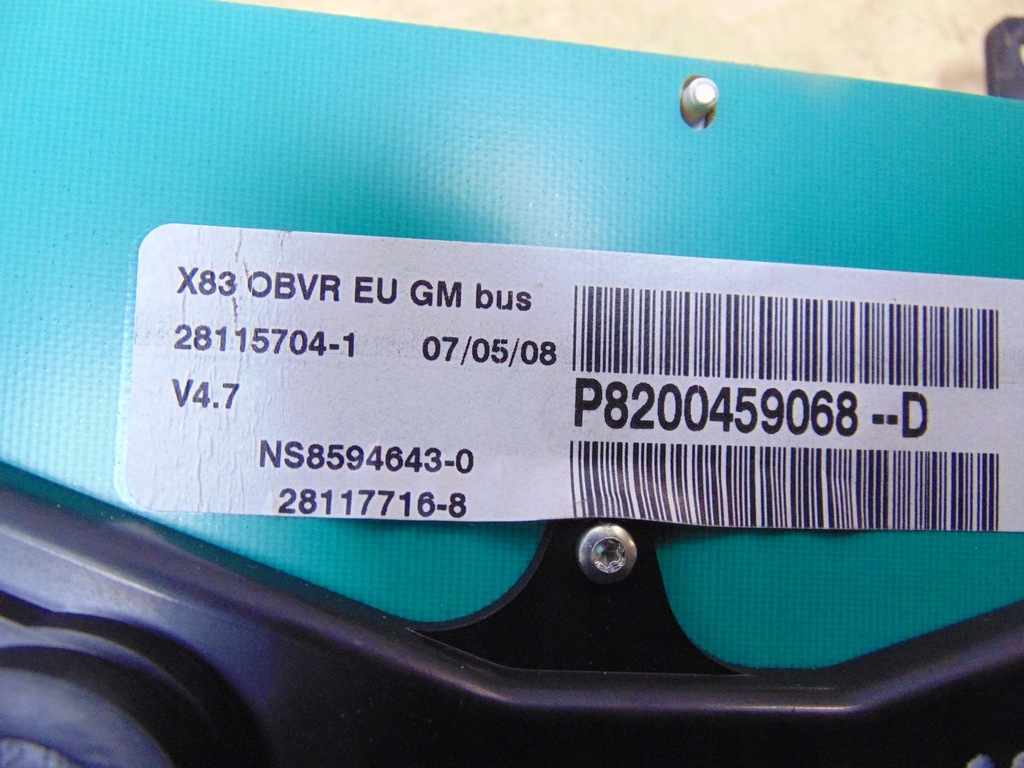 X83 OBVR EU GM bus
28115704-1 07/05/08
V4.7
P8200459068--D
NS8594643-0
28117716-8